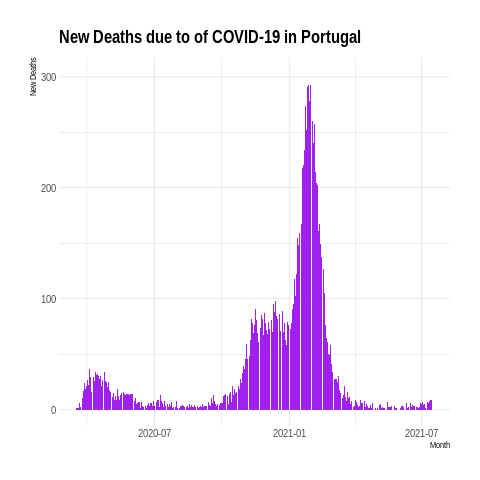 New Deaths due to of COVID-19 in Portugal
New Deaths
300
200
100
0
2020-07
2021-01
2021-07
Month